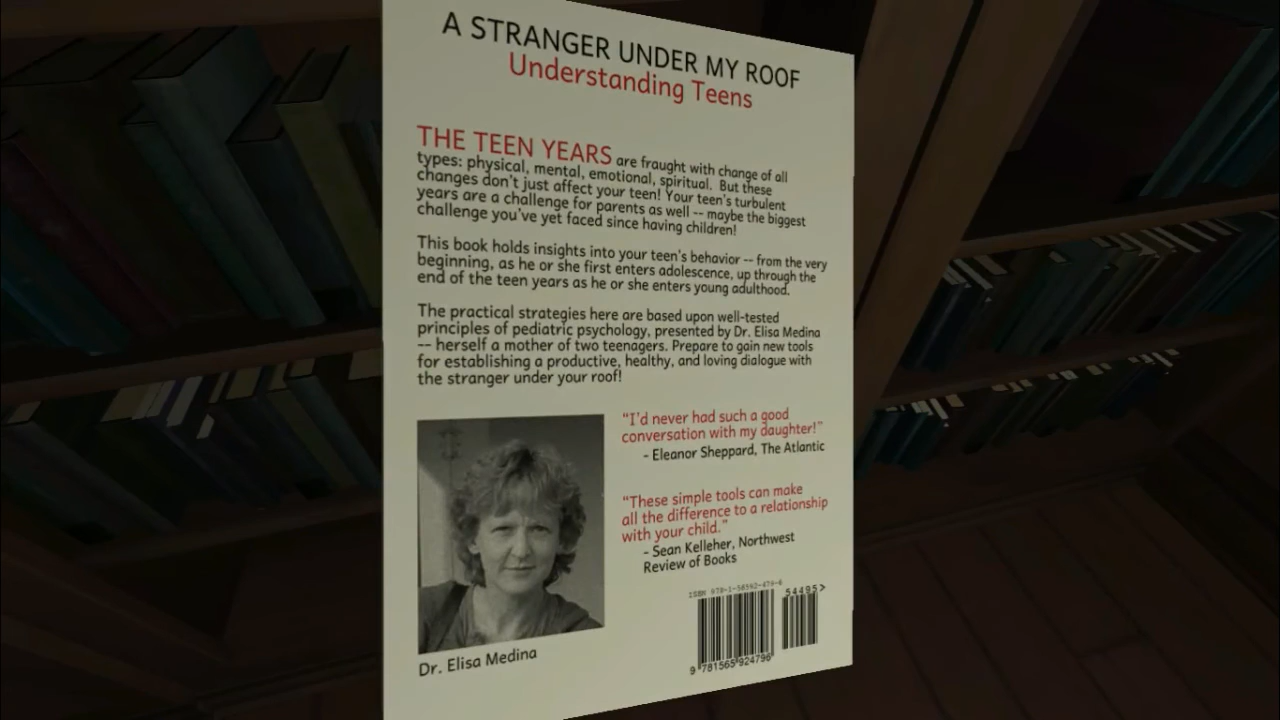 A STRANGER UNDER MY ROOF
Understanding Teens
THE TEEN YEARS are fraught with change of all
types: physical, mental, emotional, spiritual. But these
changes don't just affect your teen! Your teen's turbulent
years are a challenge for parents as well -- maybe the biggest
challenge you've yet faced since having children!
This book holds insights into your teen's behavior -- from the very
beginning, as he or she first enters adolescence, up through the
end of the teen years as he or she enters young adulthood.
The practical strategies here are based upon well-tested
principles of pediatric psychology, presented by Dr. Elisa Medina
-- herself a mother of two teenagers. Prepare to gain new tools
for establishing a productive, healthy, and loving dialogue with
the stranger under your roof!
"I'd never had such a good
conversation with my daughter!"
- Eleanor Sheppard, The Atlantic
"These simple tools can make
all the difference to a relationship
with your child."
- Sean Kelleher, Northwest
Review of Books
Dr. Elisa Medina
ISBN 978-1-56592-479-6
54495>
9 781565 924796